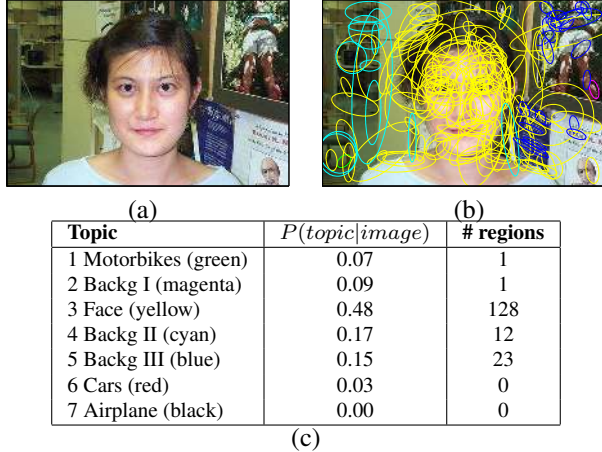 (a) (b)
Topic P(topic|image) # regions
1 Motorbikes (green) 0.07 1
2 Backg I (magenta) 0.09 1
3 Face (yellow) 0.48 128
4 Backg II (cyan) 0.17 12
5 Backg III (blue) 0.15 23
6 Cars (red) 0.03 0
7 Airplane (black) 0.00 0
(c)